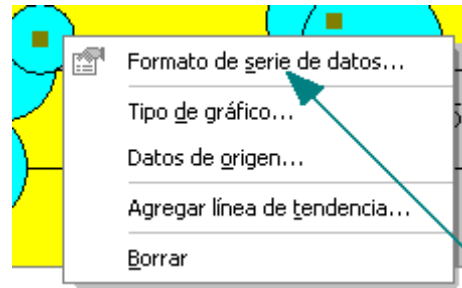 Formato de serie de datos...
Tipo de gráfico...
Datos de origen...
Agregar línea de tendencia...
Borrar